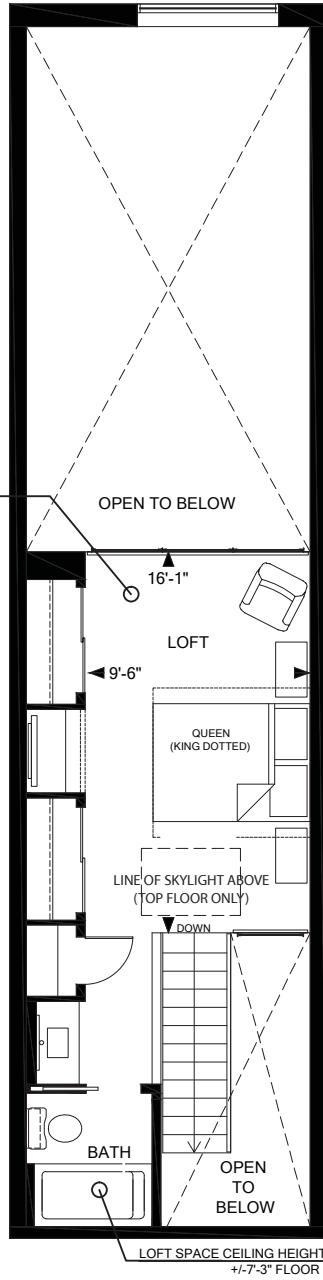 OPEN TO BELOW
16'-1"
LOFT
9'-6"
QUEEN
(KING DOTTED)
LINE OF SKYLIGHT ABOVE
(TOP FLOOR ONLY)
DOWN
BATH
OPEN
TO
BELOW
LOFT SPACE CEILING HEIGHT
+/-7'-3" FLOOR